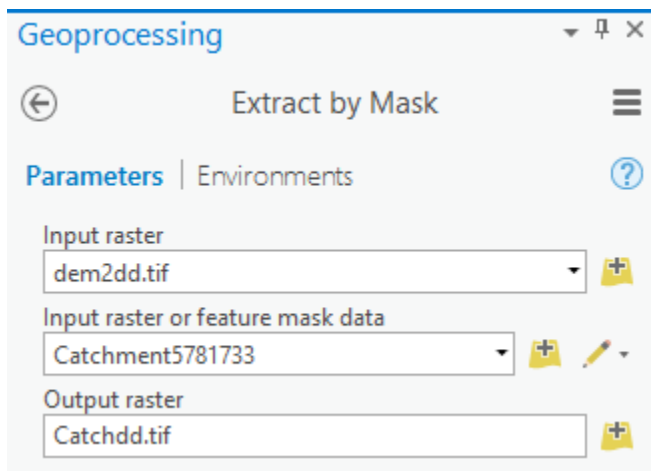 Geoprocessing
Extract by Mask
Parameters | Environments
Input raster
dem2dd.tif
Input raster or feature mask data
Catchment5781733
Output raster
Catchdd.tif